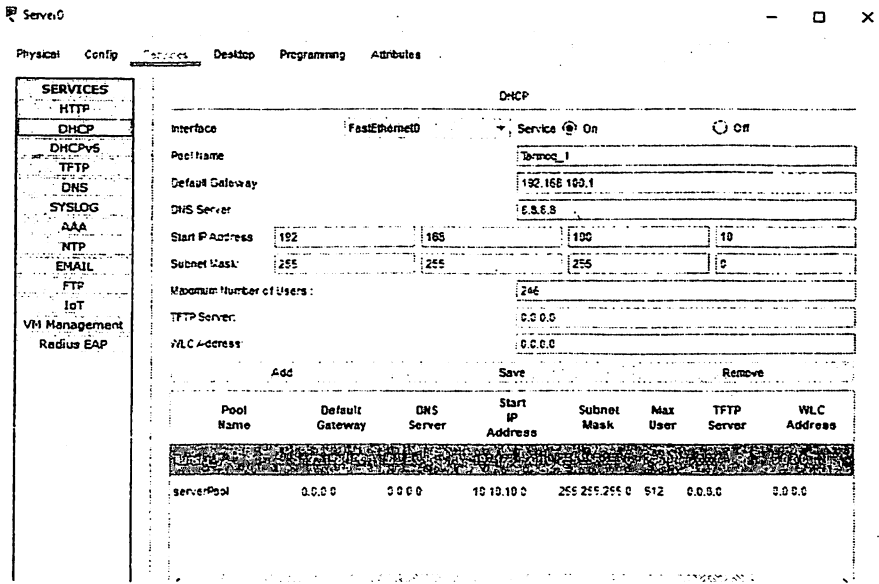 Server0
Physical Config Services Desktop Programming Attributes
SERVICES
HTTP
DHCP
DHCPv6
TFTP
DNS
SYSLOG
AAA
NTP
EMAIL
FTP
IoT
VM Management
Radius EAP
DHCP
Interface FastEthernet0 Service On Off
Pool Name Tarmoq_1
Default Gateway 192.168.100.1
DNS Server 8.8.8.8
Start IP Address 192 168 100 10
Subnet Mask: 255 255 255 0
Maximum Number of Users : 246
TFTP Server: 0.0.0.0
WLC Address: 0.0.0.0
Add Save Remove
Pool Name Default Gateway DNS Server Start IP Address Subnet Mask Max User TFTP Server WLC Address
serverPool 0.0.0.0 0.0.0.0 10.10.10.0 255.255.255.0 512 0.0.0.0 0.0.0.0